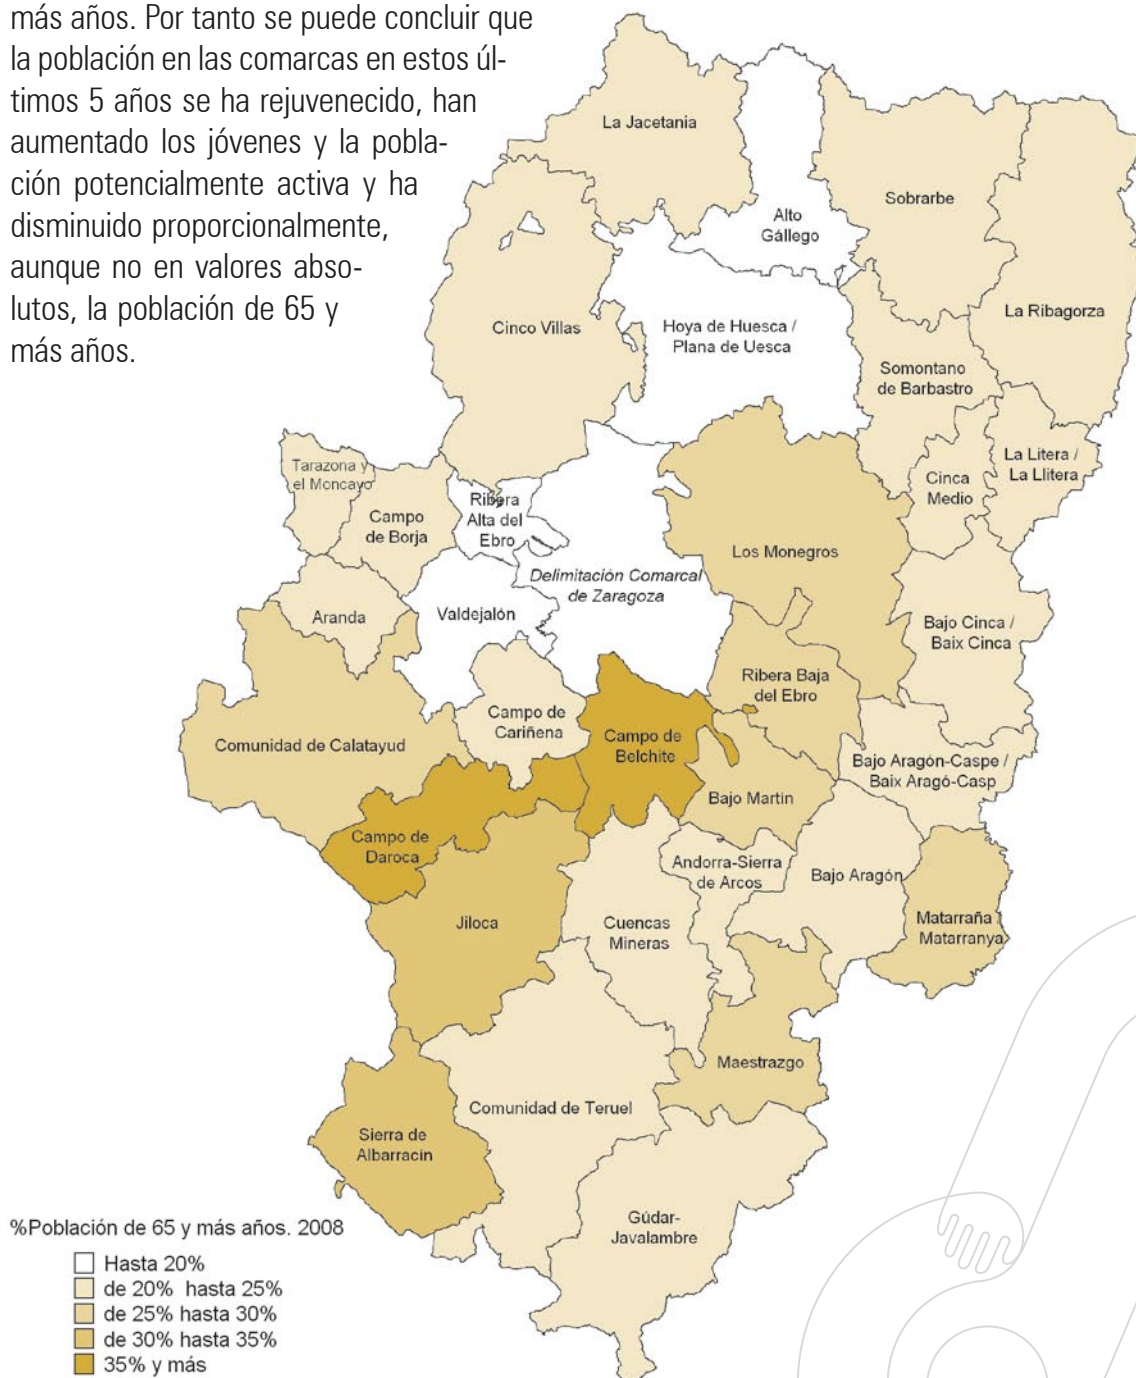 más años. Por tanto se puede concluir que
la población en las comarcas en estos úl-
timos 5 años se ha rejuvenecido, han
aumentado los jóvenes y la pobla-
ción potencialmente activa y ha
disminuido proporcionalmente,
aunque no en valores abso-
lutos, la población de 65 y
más años.
La Jacetania
Alto
Gállego
Sobrarbe
La Ribagorza
Cinco Villas
Hoya de Huesca /
Plana de Uesca
Somontano
de Barbastro
La Litera /
La Llitera
Cinca
Medio
Tarazona y
el Moncayo
Campo
de Borja
Ribera
Alta del
Ebro
Los Monegros
Delimitación Comarcal
de Zaragoza
Aranda
Valdejalón
Bajo Cinca /
Baix Cinca
Ribera Baja
del Ebro
Campo de
Cariñena
Comunidad de Calatayud
Campo de
Belchite
Bajo Aragón-Caspe /
Baix Aragó-Casp
Bajo Martín
Campo de
Daroca
Andorra-Sierra
de Arcos
Bajo Aragón
Jiloca
Cuencas
Mineras
Matarraña /
Matarranya
Maestrazgo
Comunidad de Teruel
Sierra de
Albarracín
Gúdar-
Javalambre
%Población de 65 y más años. 2008
Hasta 20%
de 20% hasta 25%
de 25% hasta 30%
de 30% hasta 35%
35% y más